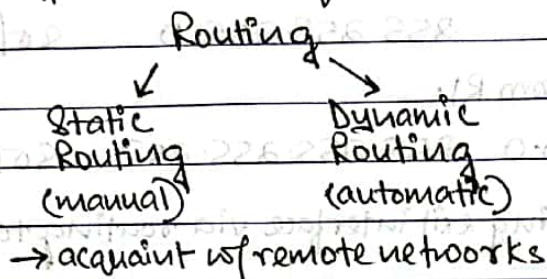 Routing
Static Dynamic
Routing Routing
(manual) (automatic)
→ acquaint w/ remote networks